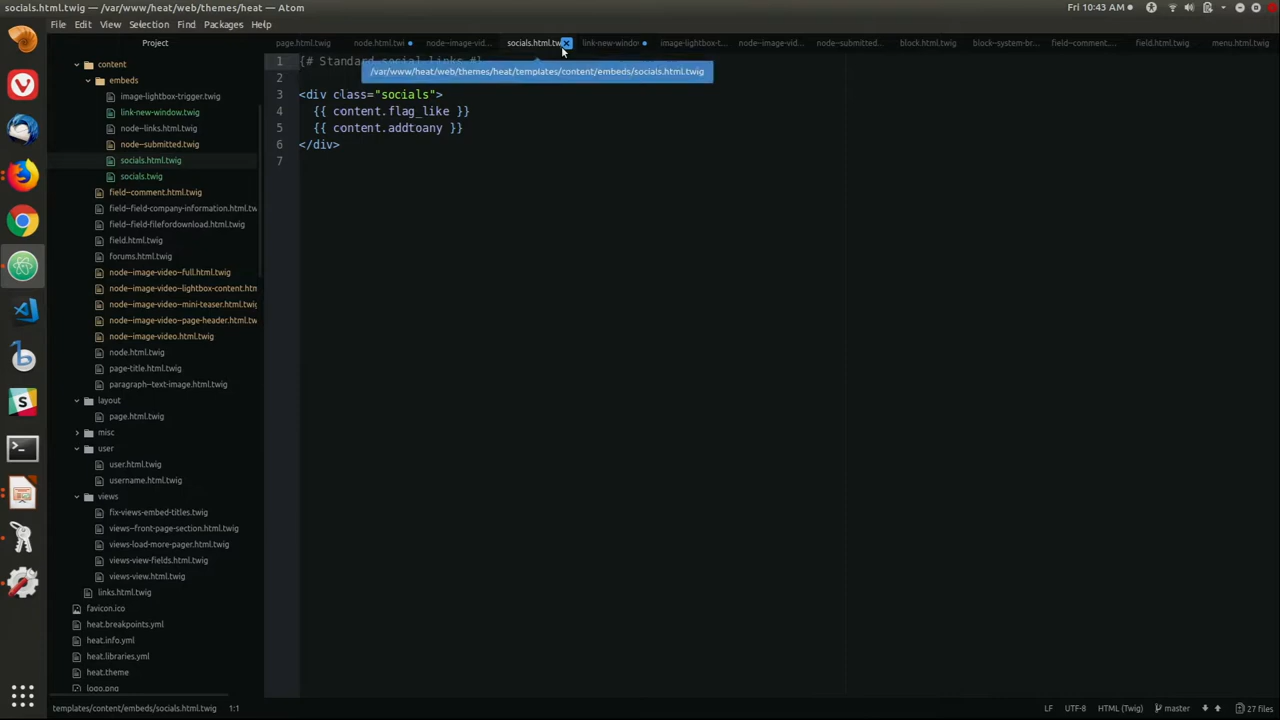 socials.html.twig — /var/www/heat/web/themes/heat — Atom
Fri 10:43 AM
File Edit View Selection Find Packages Help
Project
page.html.twig node.html.twi node--image-vid... socials.html.tw link-new-windo image-lightbox-t... node-image-vid... node--submitted... block.html.twig block--system-br... field--comment... field.html.twig menu.html.twig
/var/www/heat/web/themes/heat/templates/content/embeds/socials.html.twig
content
embeds
image-lightbox-trigger.twig
link-new-window.twig
node--links.html.twig
node--submitted.twig
socials.html.twig
socials.twig
field--comment.html.twig
field--field-company-information.html.tw
field--field-filefordownload.html.twig
field.html.twig
forums.html.twig
node--image-video--full.html.twig
node--image-video--lightbox-content.htm
node--image-video--mini-teaser.html.twig
node--image-video--page-header.html.tw
node--image-video.html.twig
node.html.twig
page-title.html.twig
paragraph--text-image.html.twig
layout
page.html.twig
misc
user
user.html.twig
username.html.twig
views
fix-views-embed-titles.twig
views--front-page-section.html.twig
views-load-more-pager.html.twig
views-view-fields.html.twig
views-view.html.twig
links.html.twig
favicon.ico
heat.breakpoints.yml
heat.info.yml
heat.libraries.yml
heat.theme
logo.png
1 {# Standard social links #}
2
3 <div class="socials">
4 {{ content.flag_like }}
5 {{ content.addtoany }}
6 </div>
7
templates/content/embeds/socials.html.twig 1:1
LF UTF-8 HTML (Twig) master 27 files